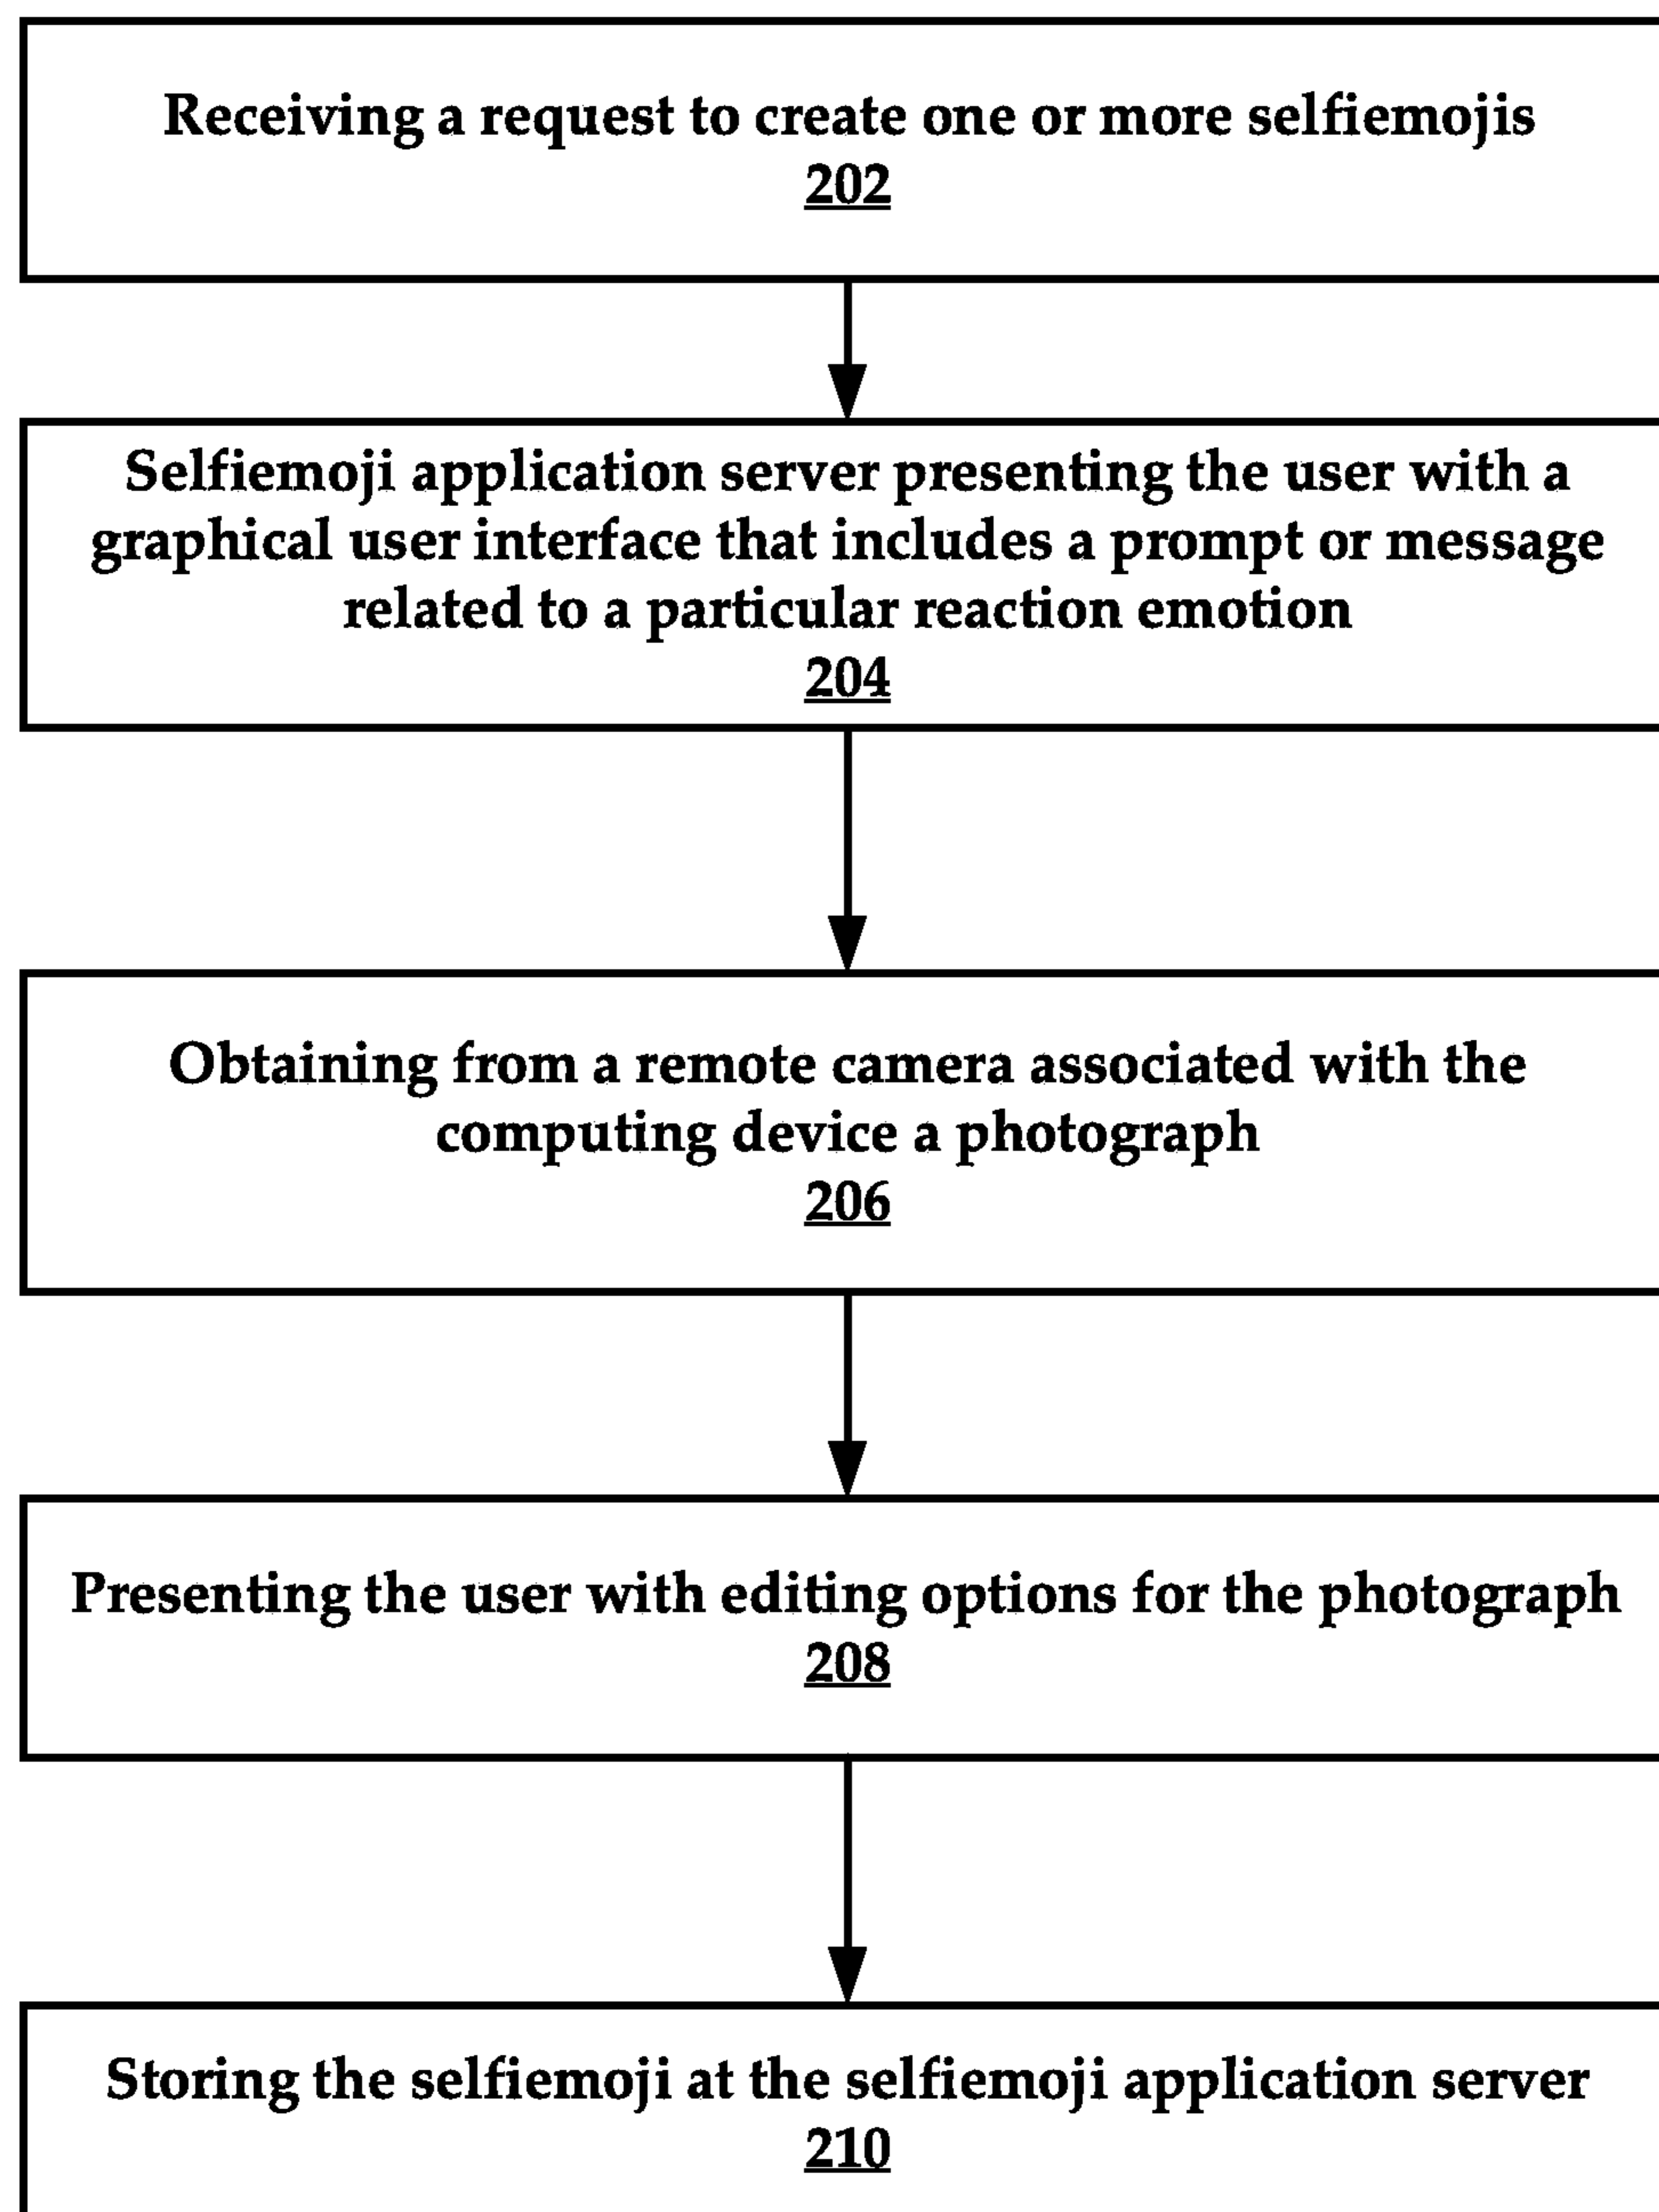 Receiving a request to create one or more selfiemojis
202
Selfiemoji application server presenting the user with a
graphical user interface that includes a prompt or message
related to a particular reaction emotion
204
Obtaining from a remote camera associated with the
computing device a photograph
206
Presenting the user with editing options for the photograph
208
Storing the selfiemoji at the selfiemoji application server
210